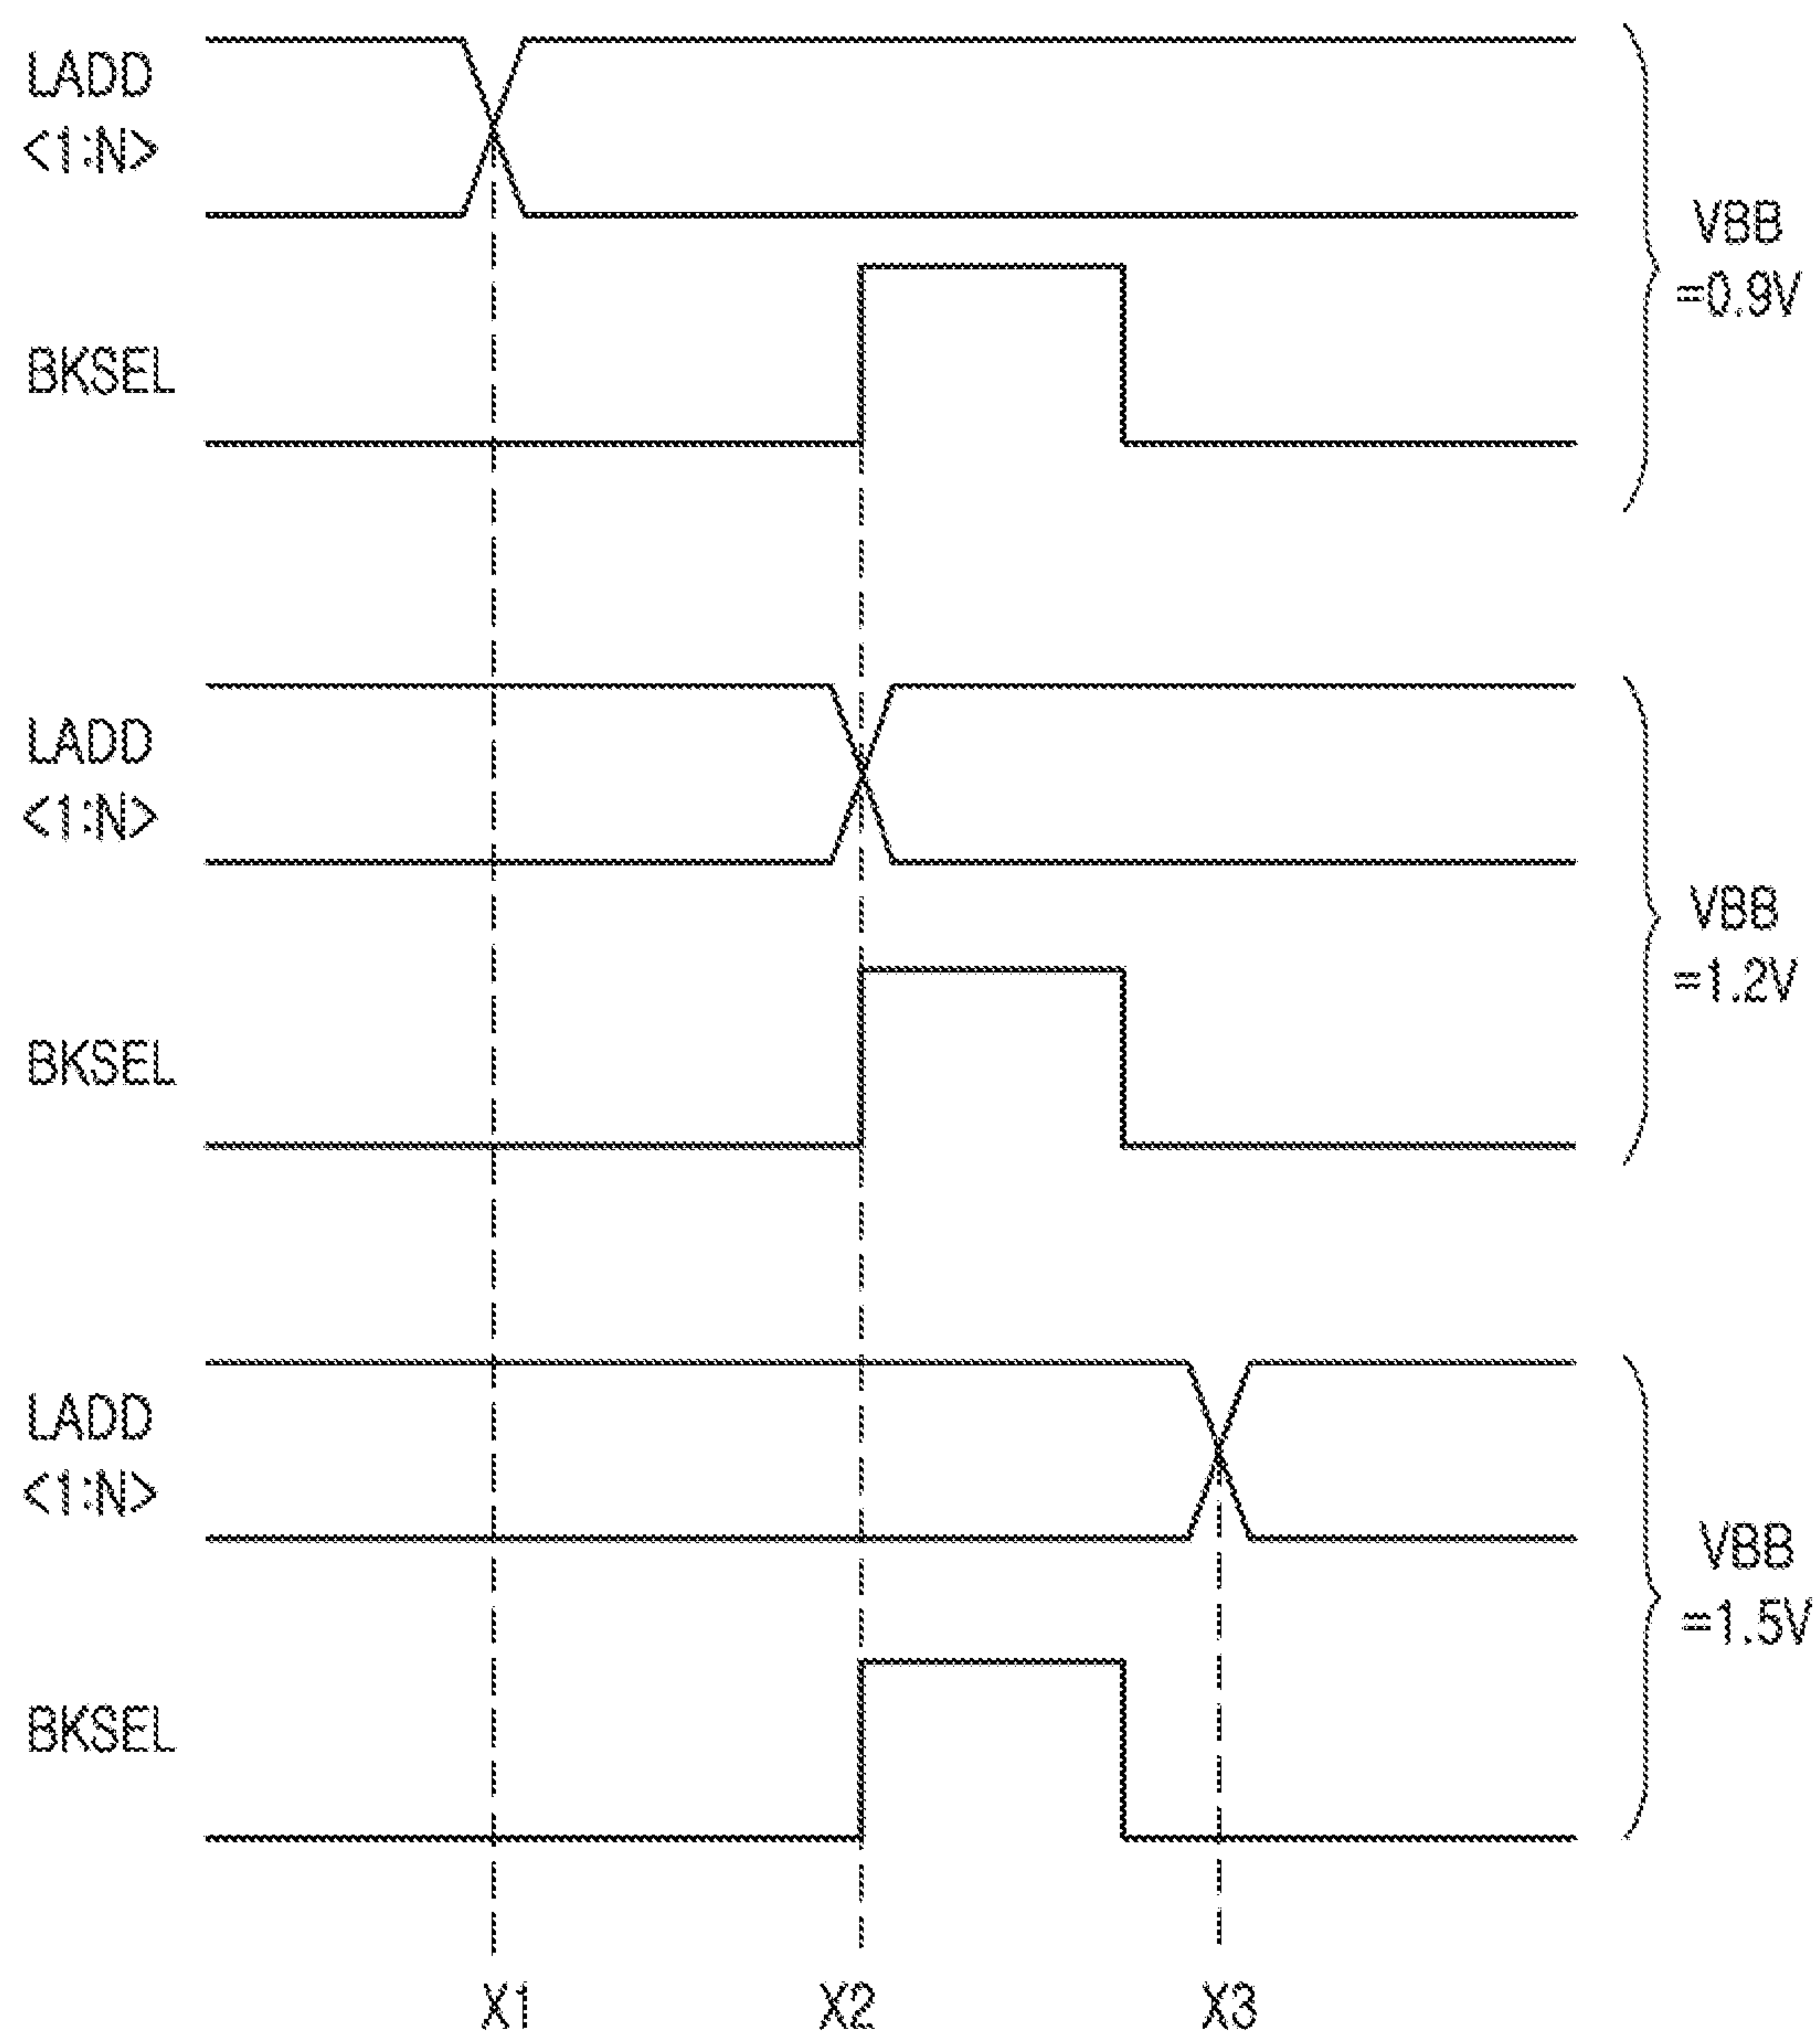 LADD
<1:N>
VBB
=0.9V
BKSEL
LADD
<1:N>
VBB
=1.2V
BKSEL
LADD
<1:N>
VBB
=1.5V
BKSEL
X1 X2 X3